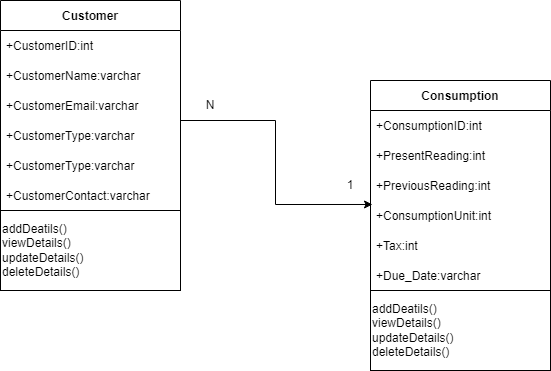 Customer
+CustomerID:int
+CustomerName:varchar
+CustomerEmail:varchar
+CustomerType:varchar
+CustomerType:varchar
+CustomerContact:varchar
addDeatils()
viewDetails()
updateDetails()
deleteDetails()
N
1
Consumption
+ConsumptionID:int
+PresentReading:int
+PreviousReading:int
+ConsumptionUnit:int
+Tax:int
+Due_Date:varchar
addDeatils()
viewDetails()
updateDetails()
deleteDetails()